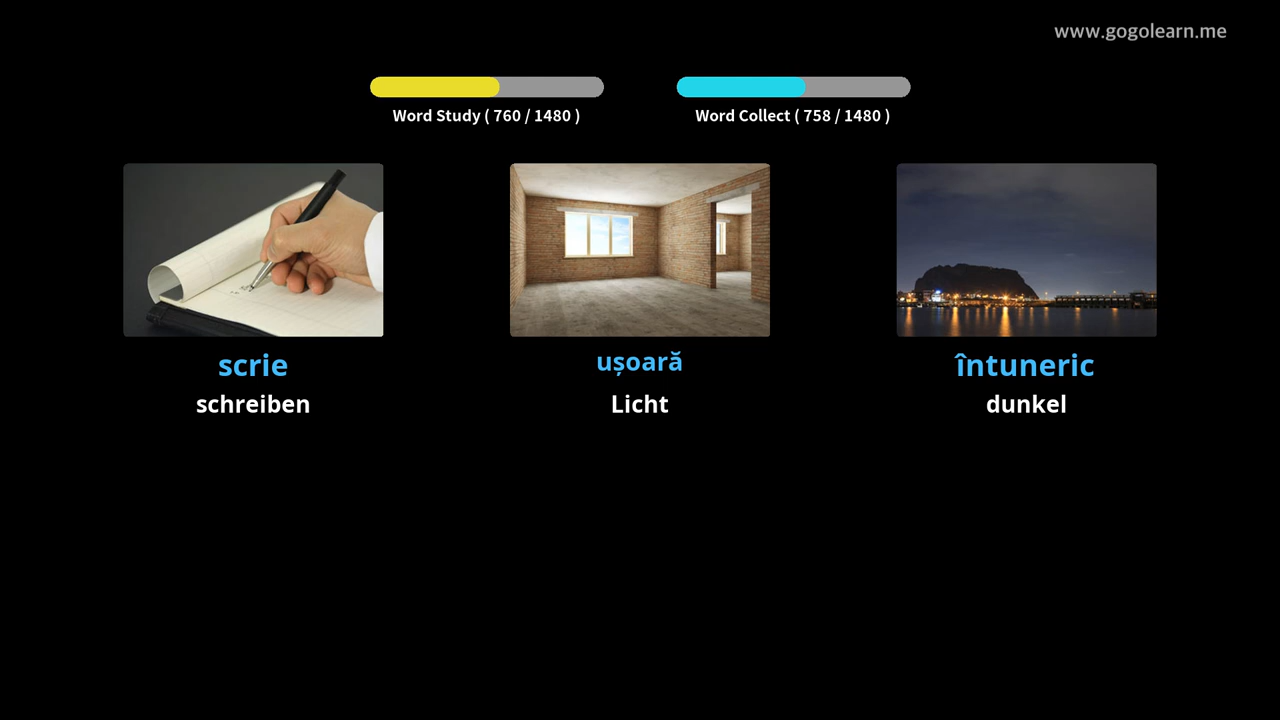 www.gogolearn.me
Word Study ( 760 / 1480 )
Word Collect ( 758 / 1480 )
scrie
ușoară
întuneric
schreiben
Licht
dunkel